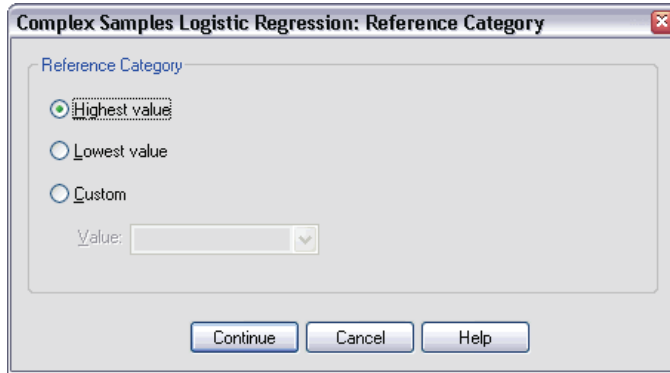 Complex Samples Logistic Regression: Reference Category
Reference Category
Highest value
Lowest value
Custom
Value:
Continue Cancel Help